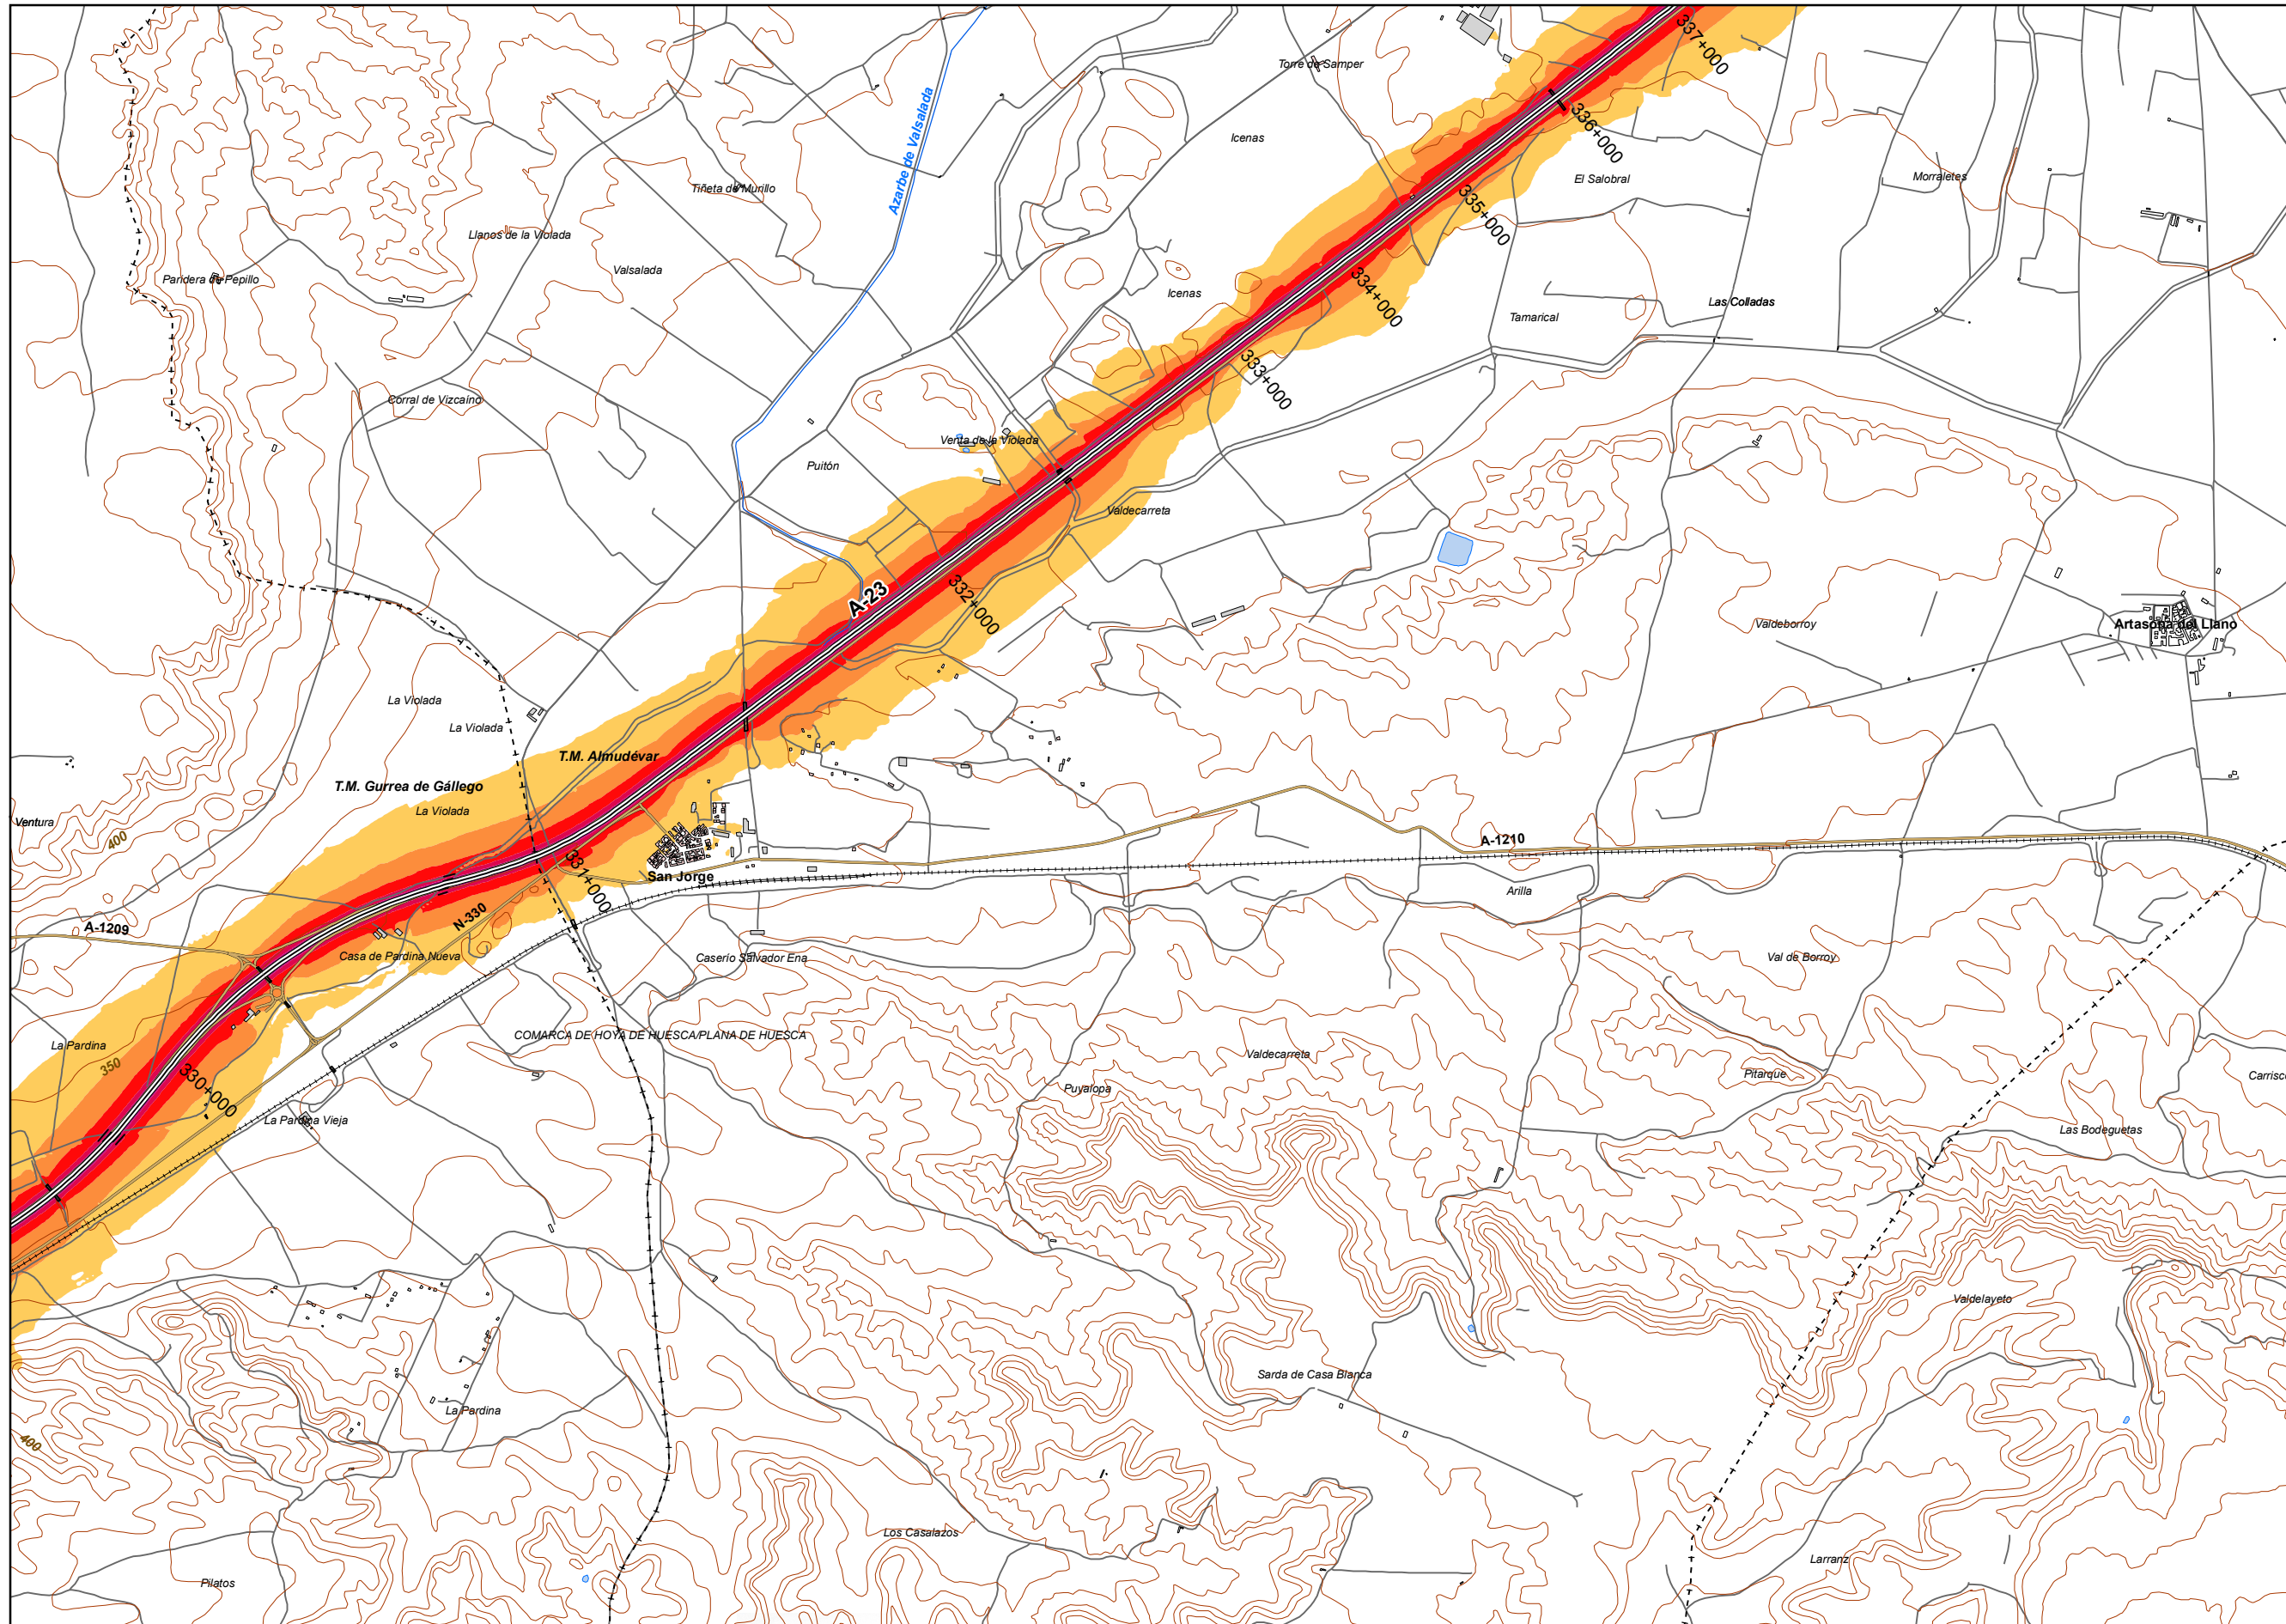 337+000
Torre de Samper
336+000
Azarbe de Valsalada
Icenas
El Salobral
Morraletes
Tiñeta de Murillo
335+000
Llanos de la Violada
Valsalada
Paridera de Pepillo
334+000
Icenas
Las Colladas
Tamarical
333+000
Corral de Vizcaíno
Venta de la Violada
Puitón
Valdecarreta
A-23
332+000
Valdeborroy
Artasona del Llano
La Violada
La Violada
T.M. Almudévar
T.M. Gurrea de Gállego
La Violada
Ventura
400
A-1210
331+000
San Jorge
Arilla
N-330
A-1209
Casa de Pardina Nueva
Caserío Salvador Ena
Val de Borroy
COMARCA DE HOYA DE HUESCA/PLANA DE HUESCA
La Pardina
Valdecarreta
350
330+000
Pitarque
Carrisc
Puyalopa
La Pardina Vieja
Las Bodeguetas
Valdelayeto
Sarda de Casa Blanca
La Pardina
400
Los Casalazos
Larranz
Pilatos